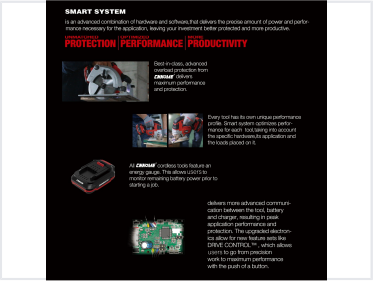 SMART SYSTEM
is an advanced combination of hardware and software,that delivers the precise amount of power and perfor-
mance necessary for the application, leaving your investment better protected and more productive.
PROTECTION PERFORMANCE PRODUCTIVITY
Best-in-class, advanced
overload protection from
CHROME delivers
maximum performance
and protection.
Every tool has its own unique performance
profile. Smart system optimizes perfor-
mance for each tool,taking into account
the specific hardware,its application and
the loads placed on it.
All CHROME cordless tools feature an
energy gauge. This allows users to
monitor remaining battery power prior to
starting a job.
delivers more advanced communi-
cation between the tool, battery
and charger, resulting in peak
application performance and
protection. The upgraded electron-
ics allow for new feature sets like
DRIVE CONTROL™, which allows
users to go from precision
work to maximum performance
with the push of a button.